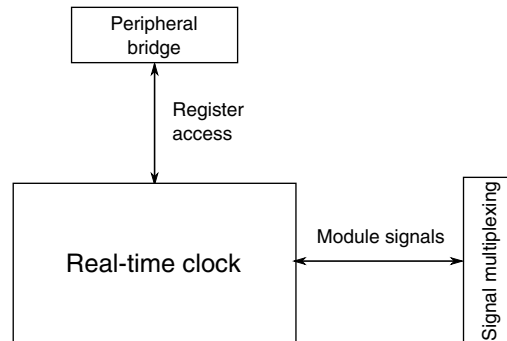 Peripheral
bridge
Register
access
Real-time clock
Module signals
Signal multiplexing